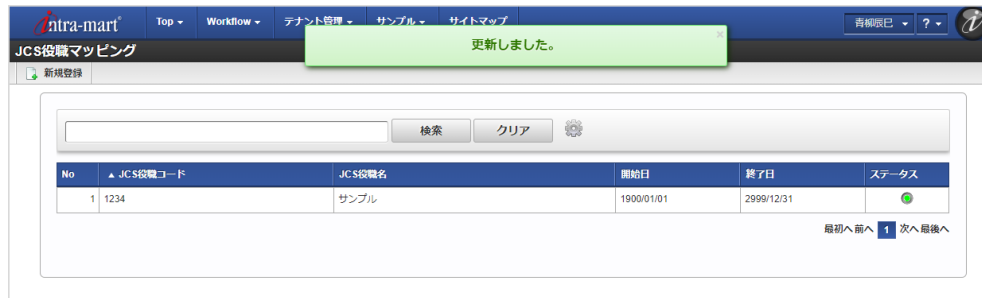 intra-mart Top Workflow テナント管理 サンプル サイトマップ 青柳辰巳 ?
更新しました。
JCS役職マッピング
新規登録
検索 クリア
No ▲ JCS役職コード JCS役職名 開始日 終了日 ステータス
1 1234 サンプル 1900/01/01 2999/12/31
最初へ 前へ 1 次へ 最後へ